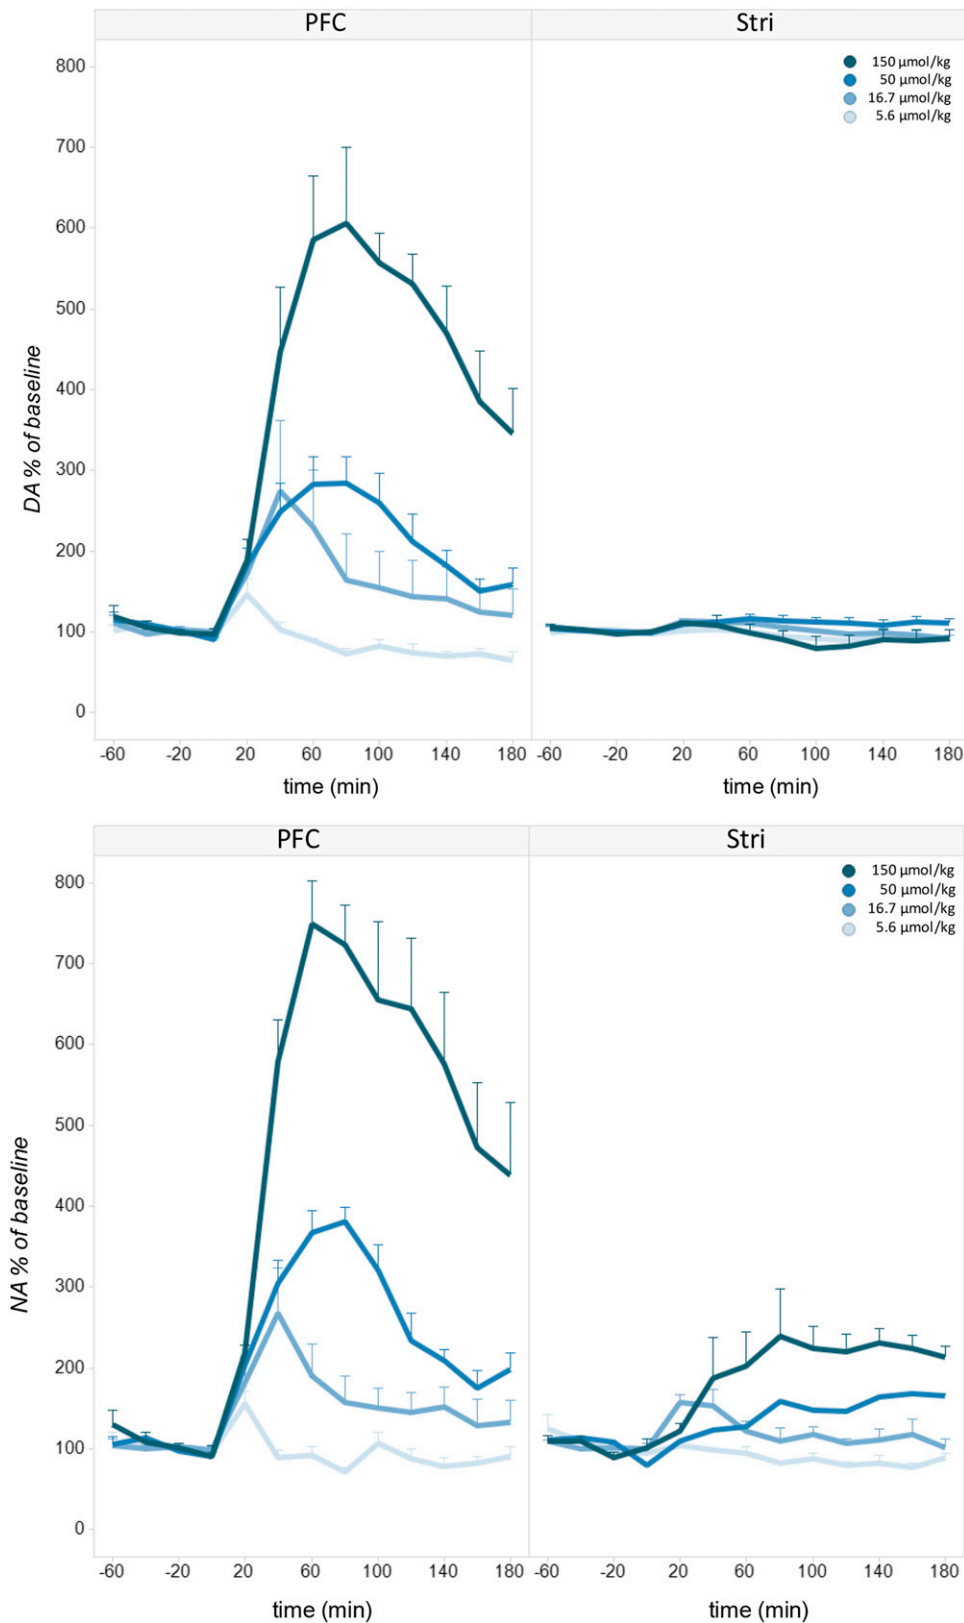 PFC
Stri
800
700
600
500
400
300
200
100
0
DA % of baseline
150 µmol/kg
50 µmol/kg
16.7 µmol/kg
5.6 µmol/kg
-60 -20 20 60 100 140 180
-60 -20 20 60 100 140 180
time (min)
time (min)
PFC
Stri
800
700
600
500
400
300
200
100
0
NA % of baseline
150 µmol/kg
50 µmol/kg
16.7 µmol/kg
5.6 µmol/kg
-60 -20 20 60 100 140 180
-60 -20 20 60 100 140 180
time (min)
time (min)